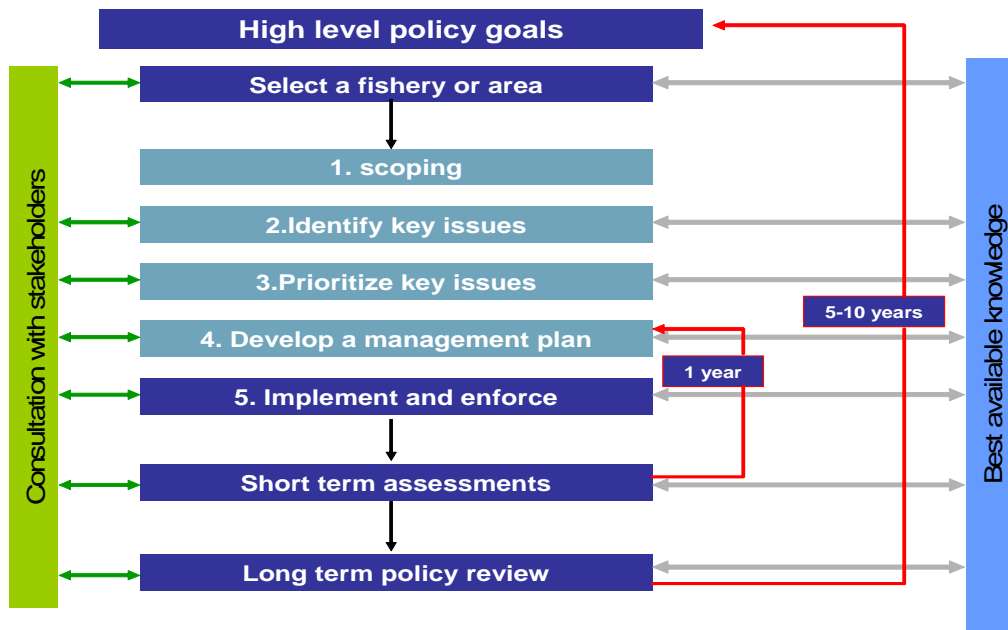 High level policy goals
Select a fishery or area
1. scoping
2.Identify key issues
3.Prioritize key issues
5-10 years
4. Develop a management plan
1 year
5. Implement and enforce
Short term assessments
Long term policy review
Consultation with stakeholders
Best available knowledge